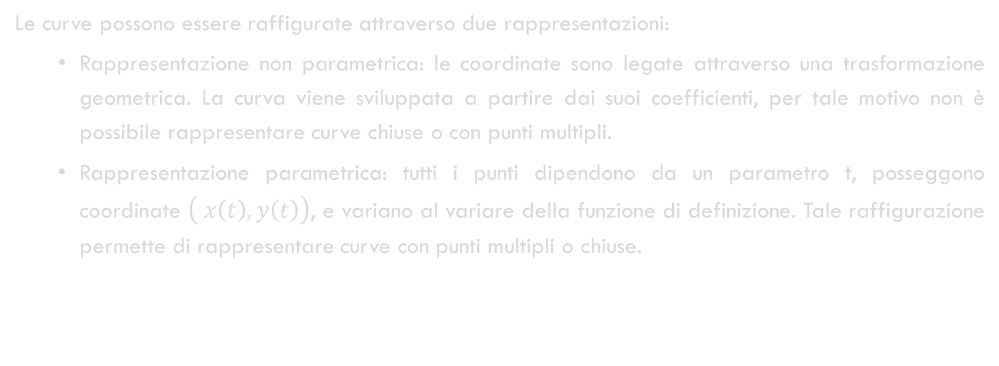 Le curve possono essere raffigurate attraverso due rappresentazioni:
• Rappresentazione non parametrica: le coordinate sono legate attraverso una trasformazione
geometrica. La curva viene sviluppata a partire dai suoi coefficienti, per tale motivo non è
possibile rappresentare curve chiuse o con punti multipli.
• Rappresentazione parametrica: tutti i punti dipendono da un parametro t, posseggono
coordinate ( x(t), y(t)), e variano al variare della funzione di definizione. Tale raffigurazione
permette di rappresentare curve con punti multipli o chiuse.